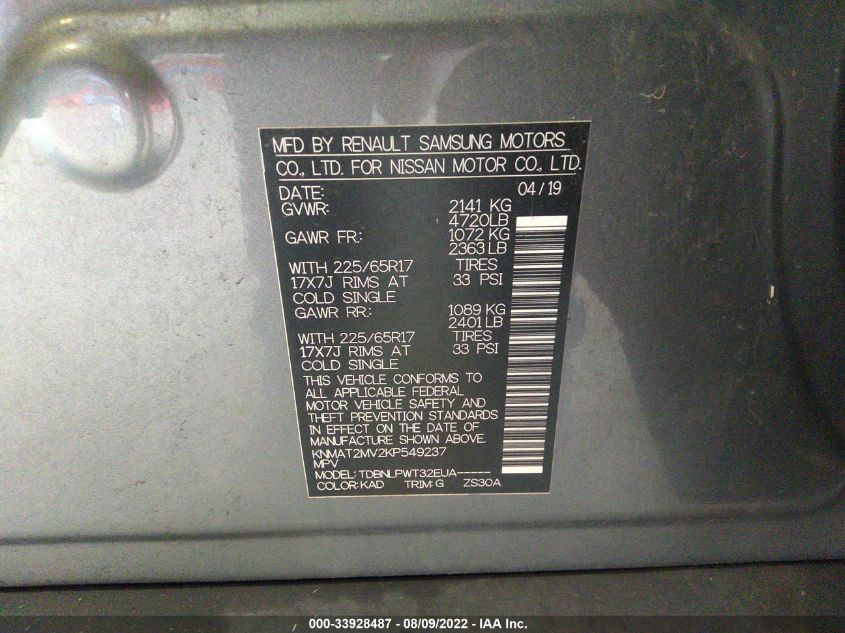 MFD BY RENAULT SAMSUNG MOTORS
CO., LTD. FOR NISSAN MOTOR CO., LTD.
DATE: 04/19
GVWR: 2141 KG
4720LB
GAWR FR.: 1072 KG
2363 LB
WITH 225/65R17 TIRES
17X7J RIMS AT 33 PSI
COLD SINGLE
GAWR RR.: 1089 KG
2401 LB
WITH 225/65R17 TIRES
17X7J RIMS AT 33 PSI
COLD SINGLE
THIS VEHICLE CONFORMS TO
ALL APPLICABLE FEDERAL
MOTOR VEHICLE SAFETY AND
THEFT PREVENTION STANDARDS
IN EFFECT ON THE DATE OF
MANUFACTURE SHOWN ABOVE.
KNMAT2MV2KP549237
MPV
MODEL: TDBNLPWT32EUA-----
COLOR: KAD TRIM: G ZS30A
000-33928487 - 08/09/2022 - IAA Inc.